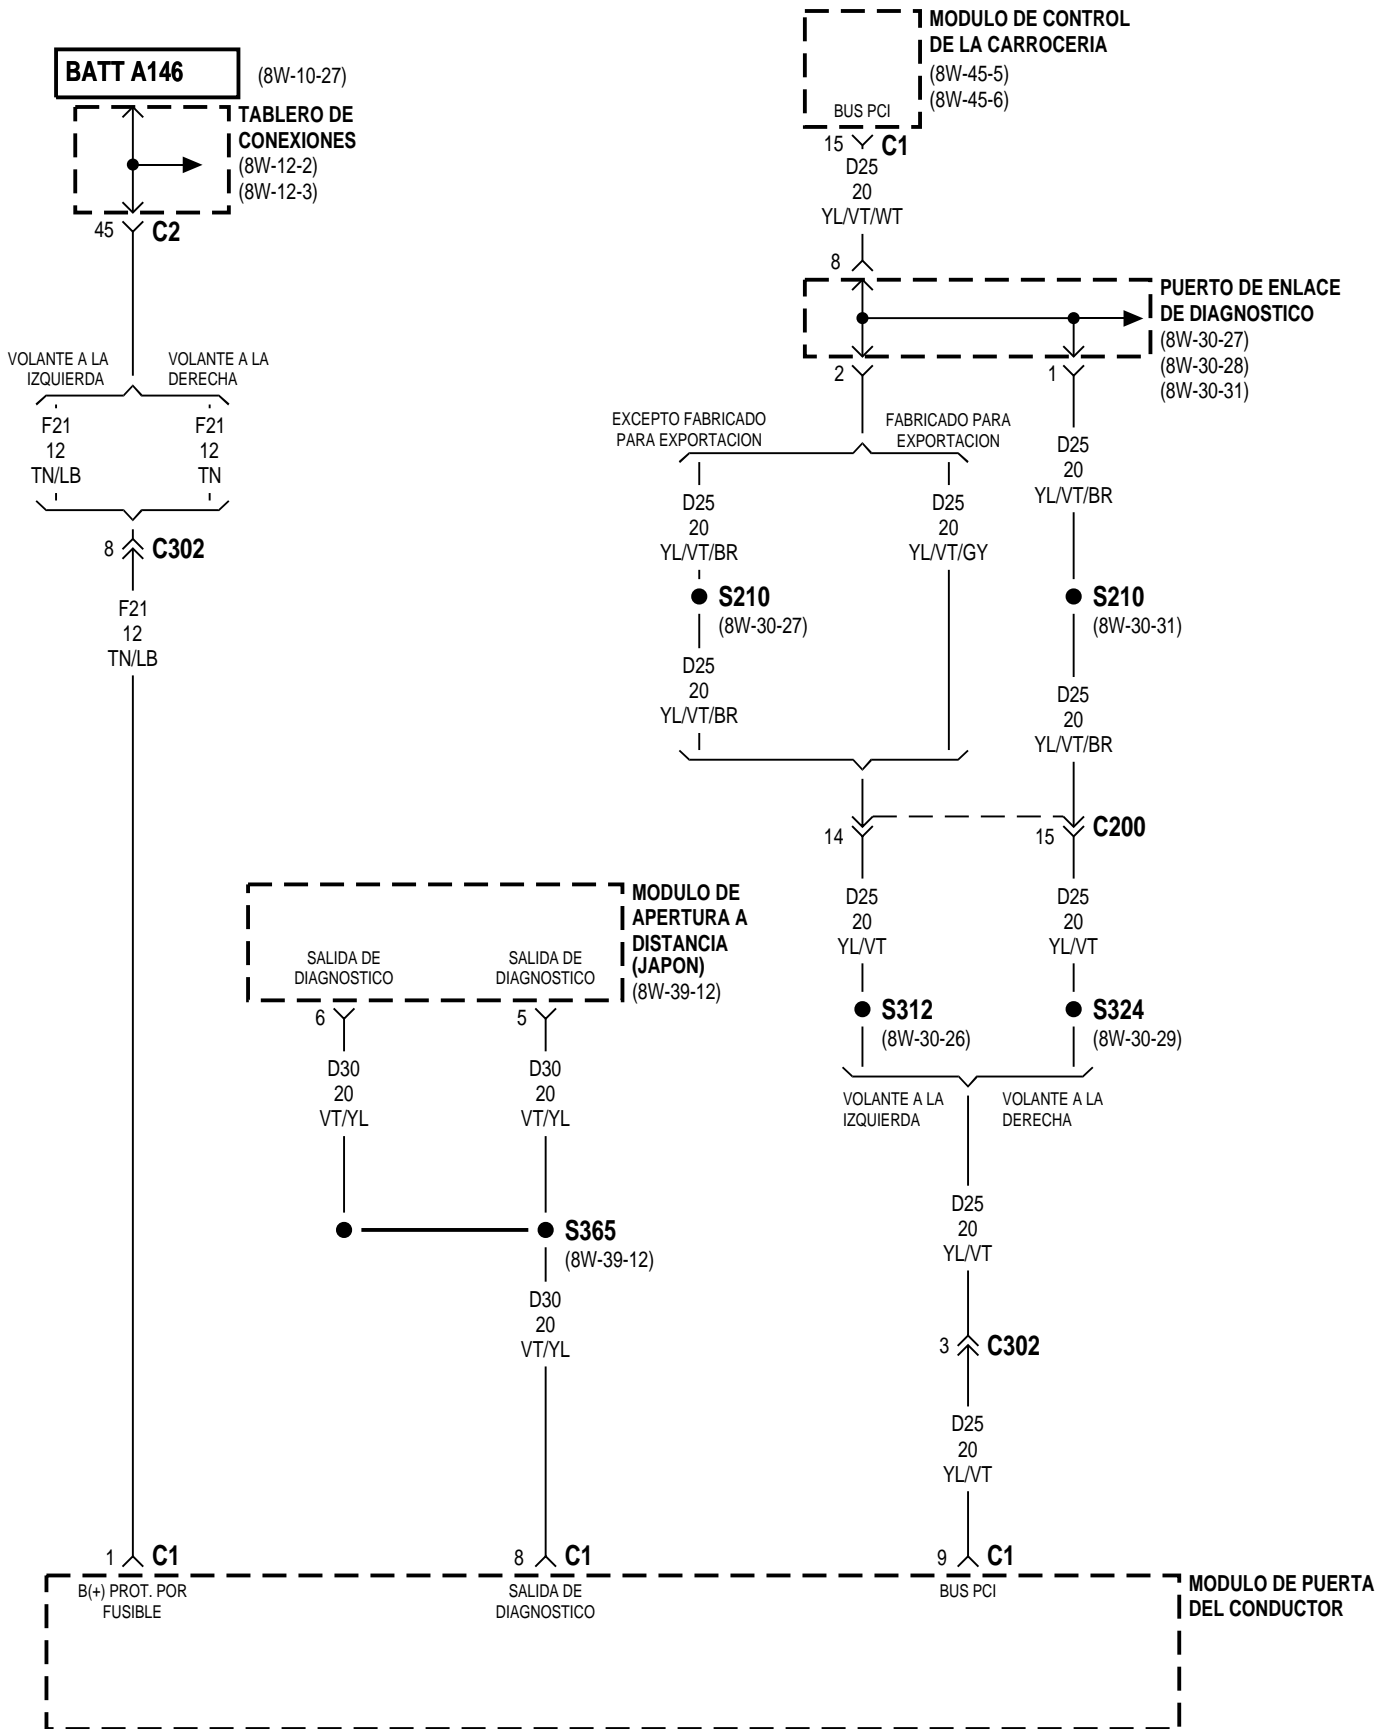 BATT A146
(8W-10-27)
TABLERO DE
CONEXIONES
(8W-12-2)
(8W-12-3)
45
C2
VOLANTE A LA
IZQUIERDA
VOLANTE A LA
DERECHA
F21
12
TN/LB
F21
12
TN
8
C302
F21
12
TN/LB
MODULO DE CONTROL
DE LA CARROCERIA
(8W-45-5)
(8W-45-6)
BUS PCI
15
C1
D25
20
YL/VT/WT
8
PUERTO DE ENLACE
DE DIAGNOSTICO
(8W-30-27)
(8W-30-28)
(8W-30-31)
2
1
EXCEPTO FABRICADO
PARA EXPORTACION
FABRICADO PARA
EXPORTACION
D25
20
YL/VT/BR
D25
20
YL/VT/GY
D25
20
YL/VT/BR
S210
(8W-30-27)
S210
(8W-30-31)
D25
20
YL/VT/BR
D25
20
YL/VT/BR
14
15
C200
D25
20
YL/VT
D25
20
YL/VT
S312
(8W-30-26)
S324
(8W-30-29)
VOLANTE A LA
IZQUIERDA
VOLANTE A LA
DERECHA
D25
20
YL/VT
3
C302
D25
20
YL/VT
MODULO DE
APERTURA A
DISTANCIA
(JAPON)
(8W-39-12)
SALIDA DE
DIAGNOSTICO
SALIDA DE
DIAGNOSTICO
6
5
D30
20
VT/YL
D30
20
VT/YL
S365
(8W-39-12)
D30
20
VT/YL
1
C1
8
C1
9
C1
B(+) PROT. POR
FUSIBLE
SALIDA DE
DIAGNOSTICO
BUS PCI
MODULO DE PUERTA
DEL CONDUCTOR